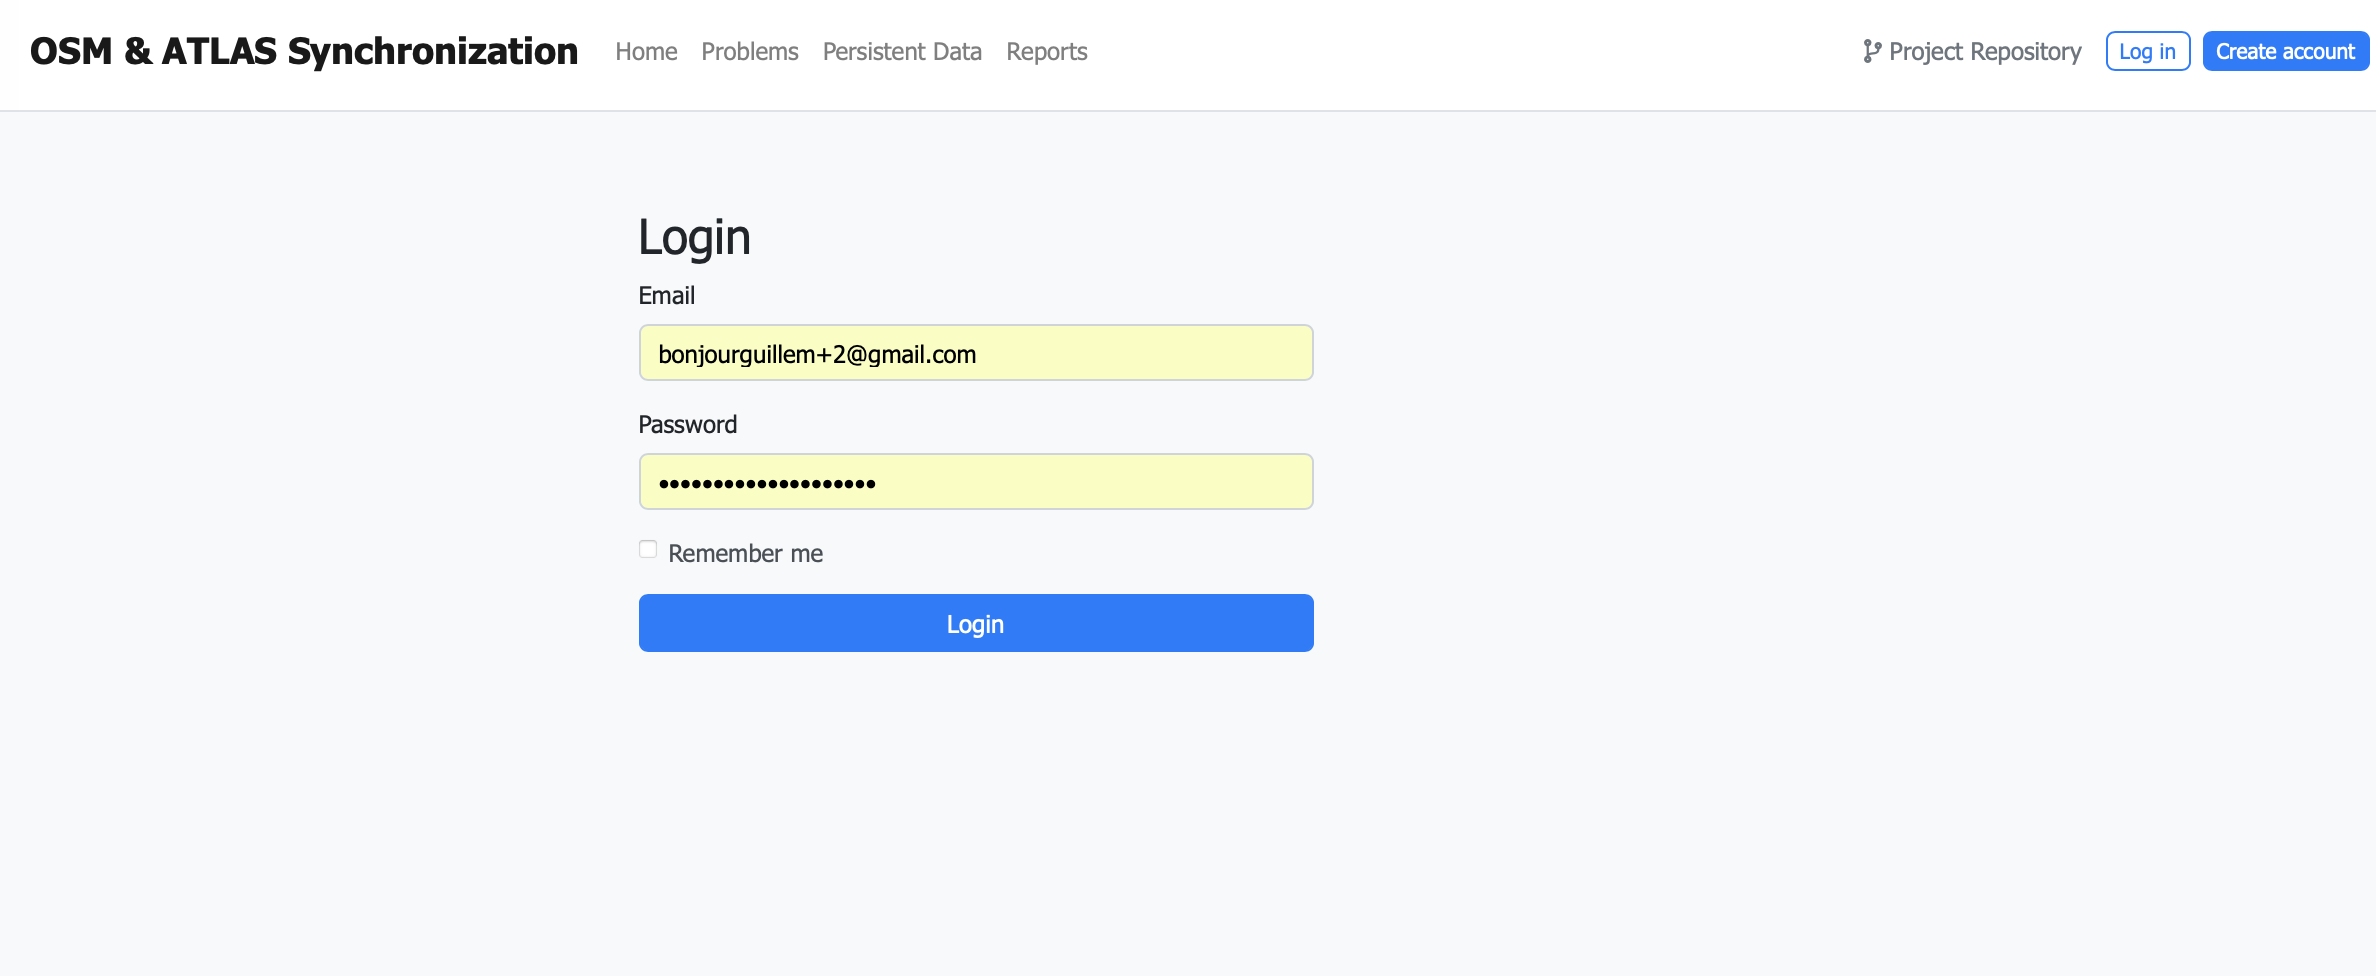 OSM & ATLAS Synchronization Home Problems Persistent Data Reports Project Repository Log in Create account
Login
Email
bonjourguillem+2@gmail.com
Password
••••••••••••••••••••
Remember me
Login